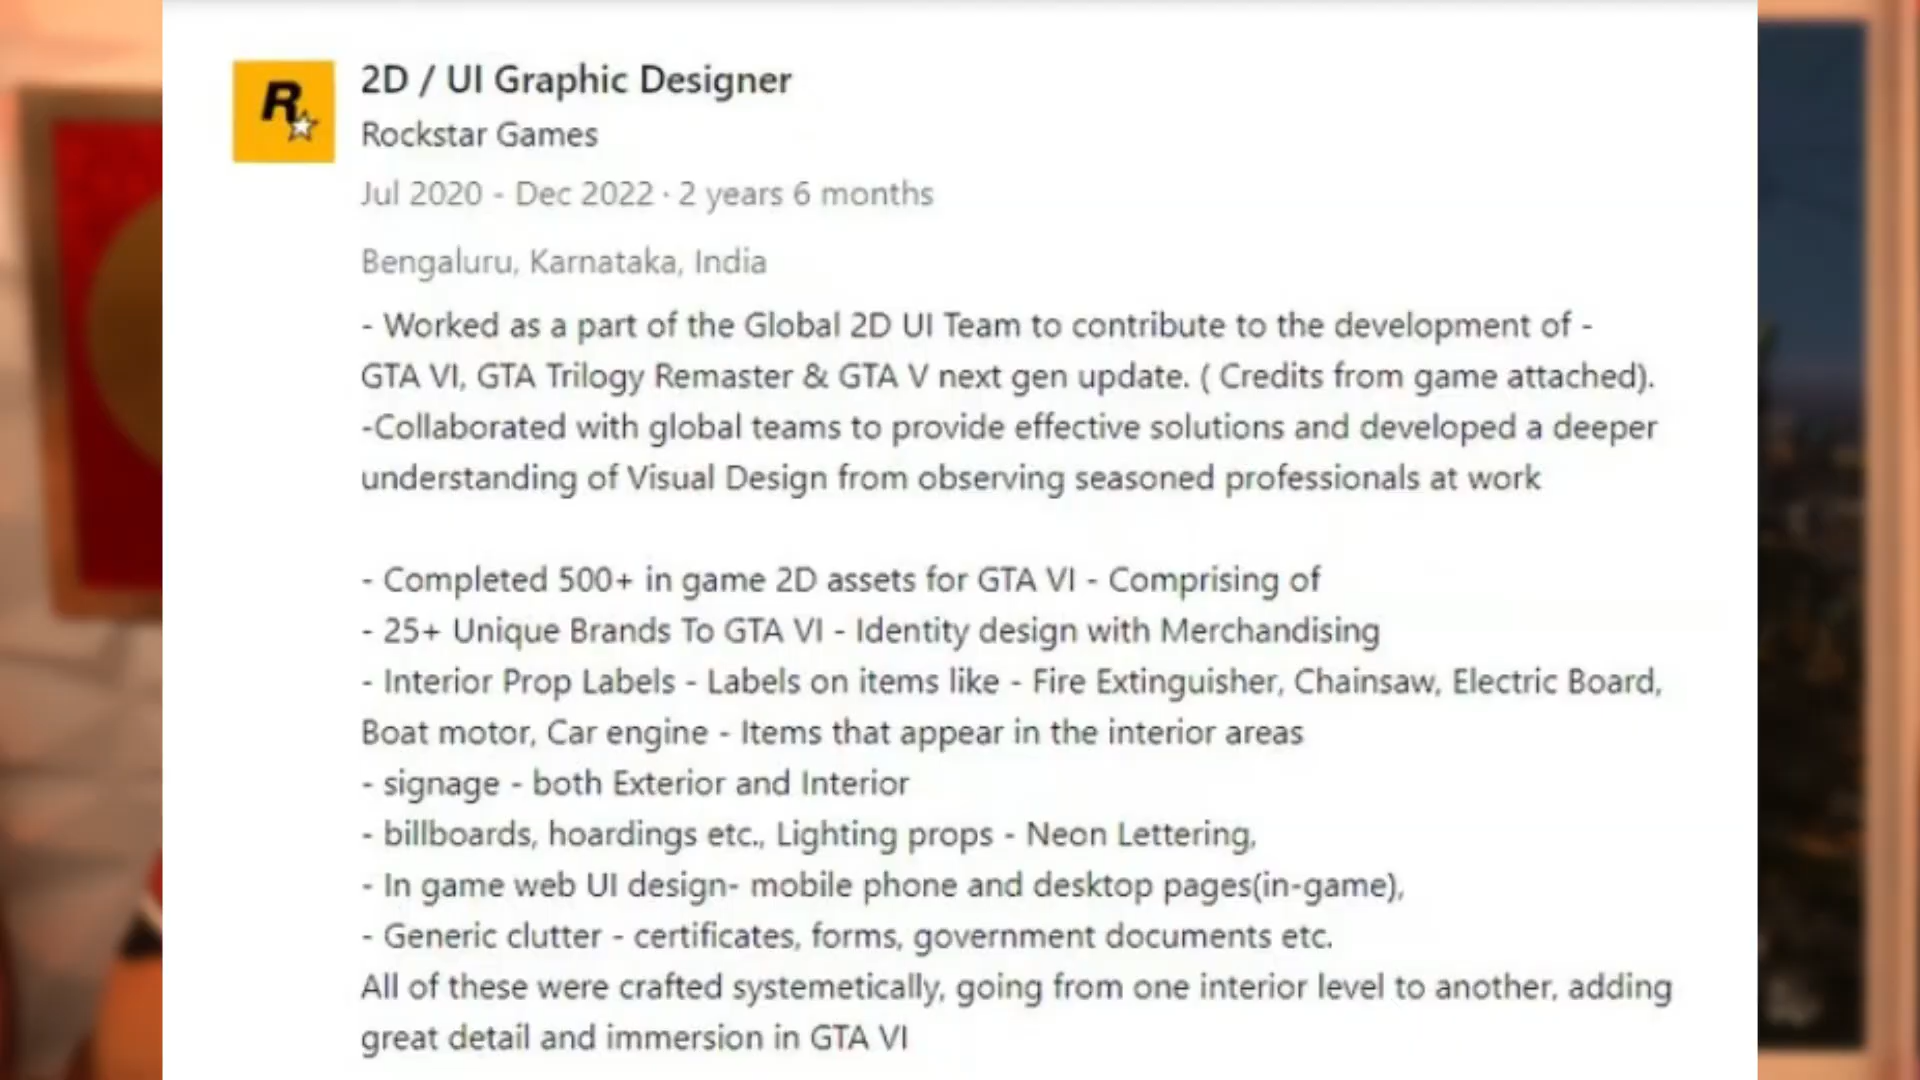 R
2D / UI Graphic Designer
Rockstar Games
Jul 2020 - Dec 2022 · 2 years 6 months
Bengaluru, Karnataka, India
- Worked as a part of the Global 2D UI Team to contribute to the development of -
GTA VI, GTA Trilogy Remaster & GTA V next gen update. ( Credits from game attached).
-Collaborated with global teams to provide effective solutions and developed a deeper
understanding of Visual Design from observing seasoned professionals at work
- Completed 500+ in game 2D assets for GTA VI - Comprising of
- 25+ Unique Brands To GTA VI - Identity design with Merchandising
- Interior Prop Labels - Labels on items like - Fire Extinguisher, Chainsaw, Electric Board,
Boat motor, Car engine - Items that appear in the interior areas
- signage - both Exterior and Interior
- billboards, hoardings etc., Lighting props - Neon Lettering,
- In game web UI design- mobile phone and desktop pages(in-game),
- Generic clutter - certificates, forms, government documents etc.
All of these were crafted systemetically, going from one interior level to another, adding
great detail and immersion in GTA VI